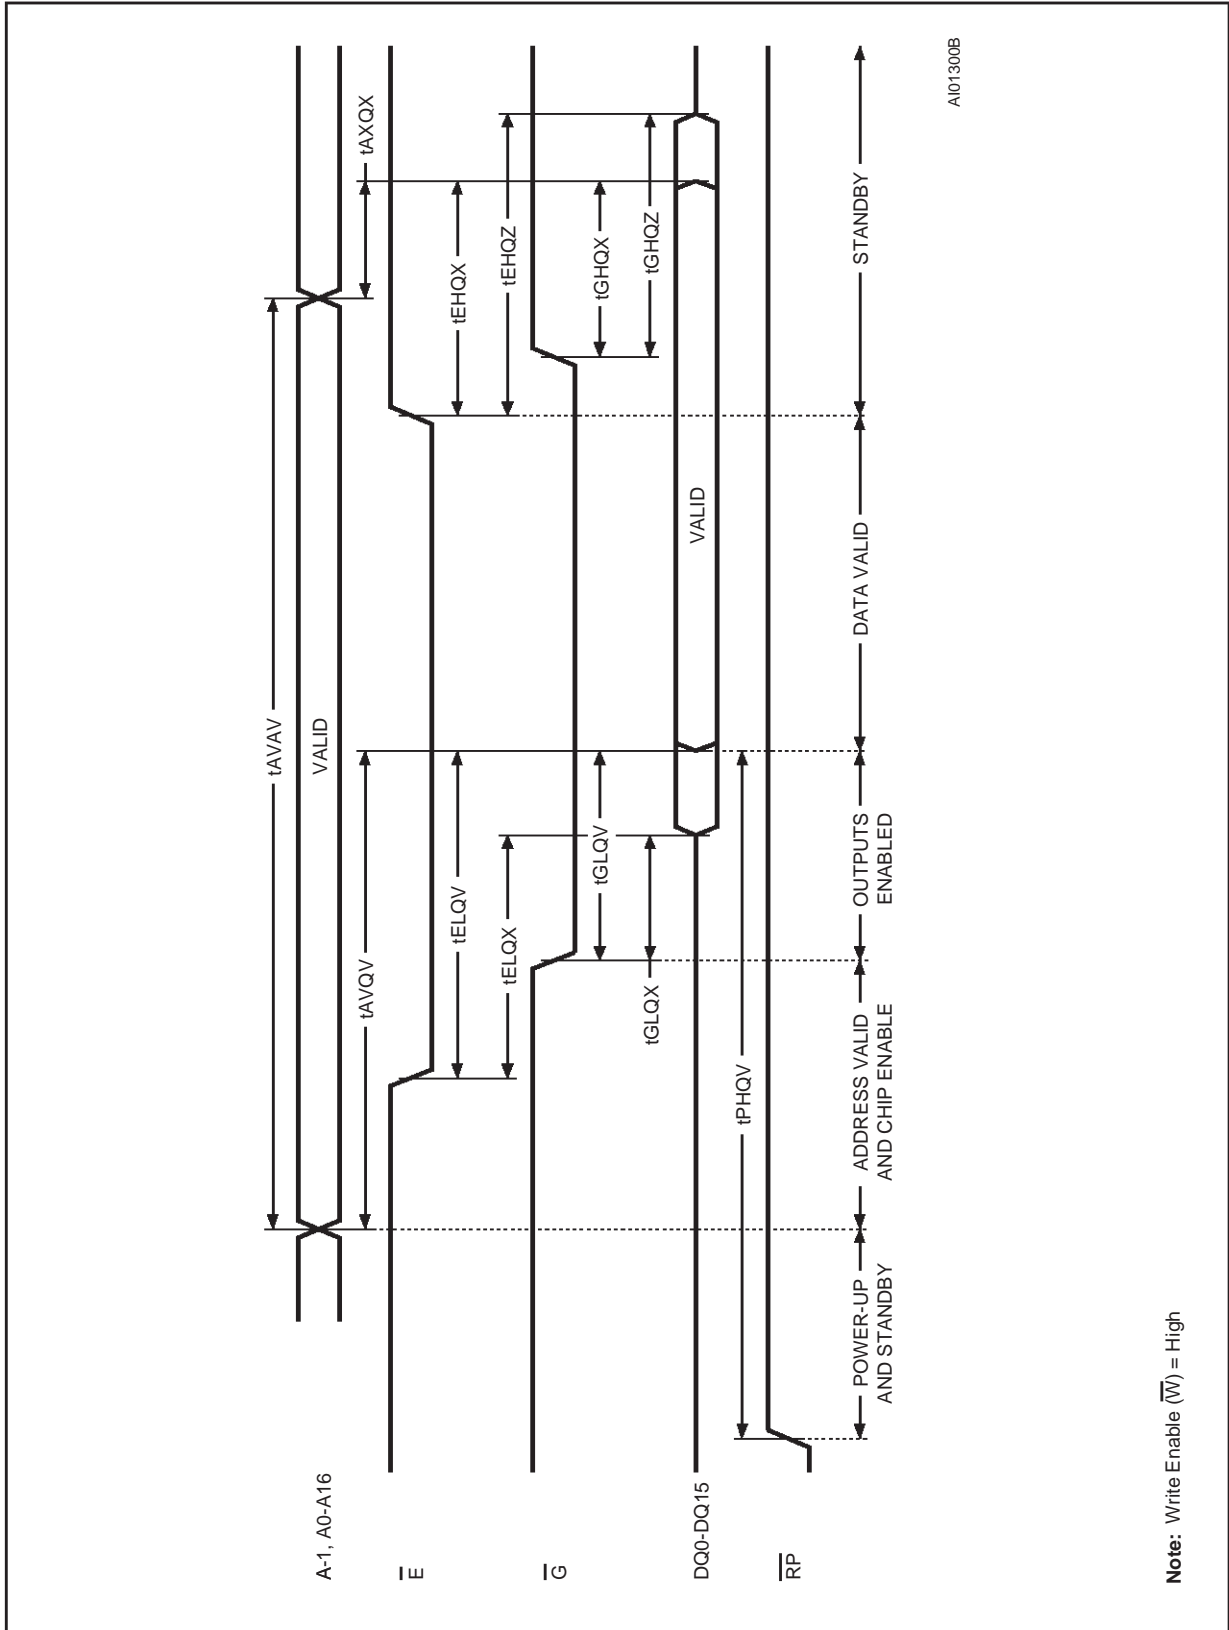 tAVAV
A-1, A0-A16
VALID
tAVQV
tAXQX
E
tELQV
tEHQX
tELQX
tEHQZ
G
tGLQV
tGHQX
tGLQX
tGHQZ
DQ0-DQ15
VALID
tPHQV
RP
POWER-UP
AND STANDBY
ADDRESS VALID
AND CHIP ENABLE
OUTPUTS
ENABLED
DATA VALID
STANDBY
AI01300B
Note: Write Enable (W̅) = High